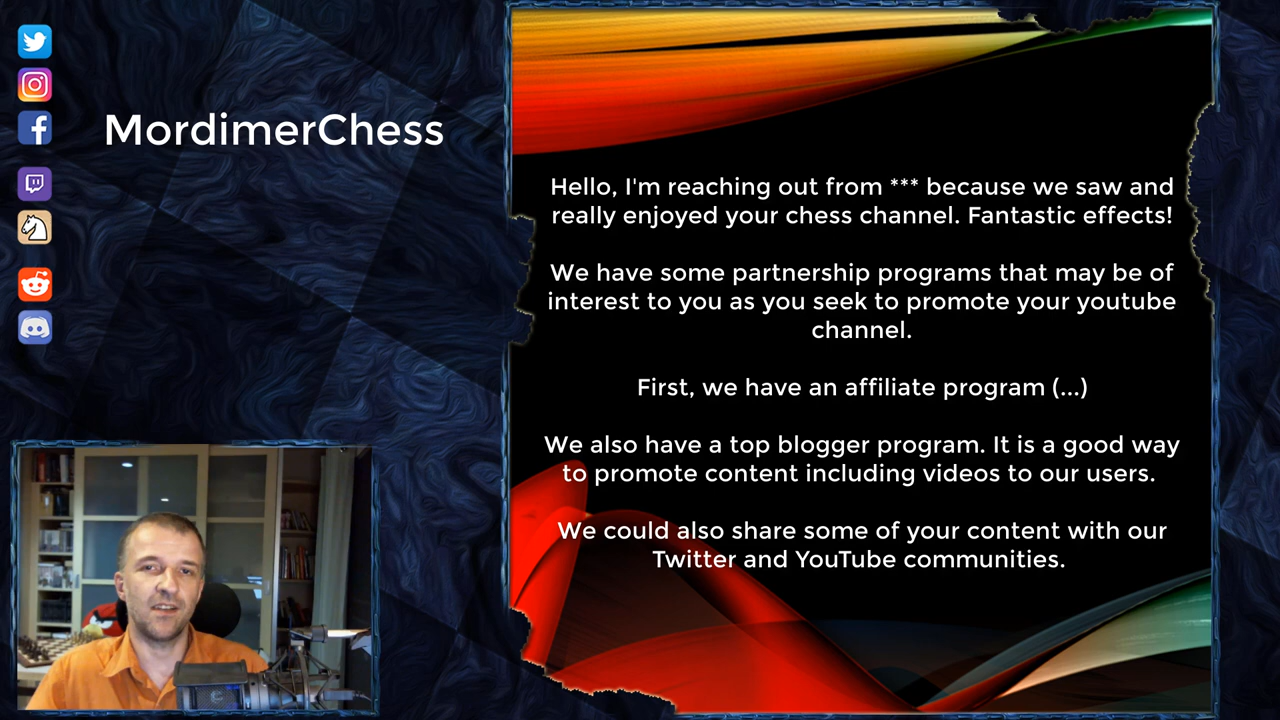 MordimerChess
Hello, I'm reaching out from *** because we saw and
really enjoyed your chess channel. Fantastic effects!
We have some partnership programs that may be of
interest to you as you seek to promote your youtube
channel.
First, we have an affiliate program (...)
We also have a top blogger program. It is a good way
to promote content including videos to our users.
We could also share some of your content with our
Twitter and YouTube communities.